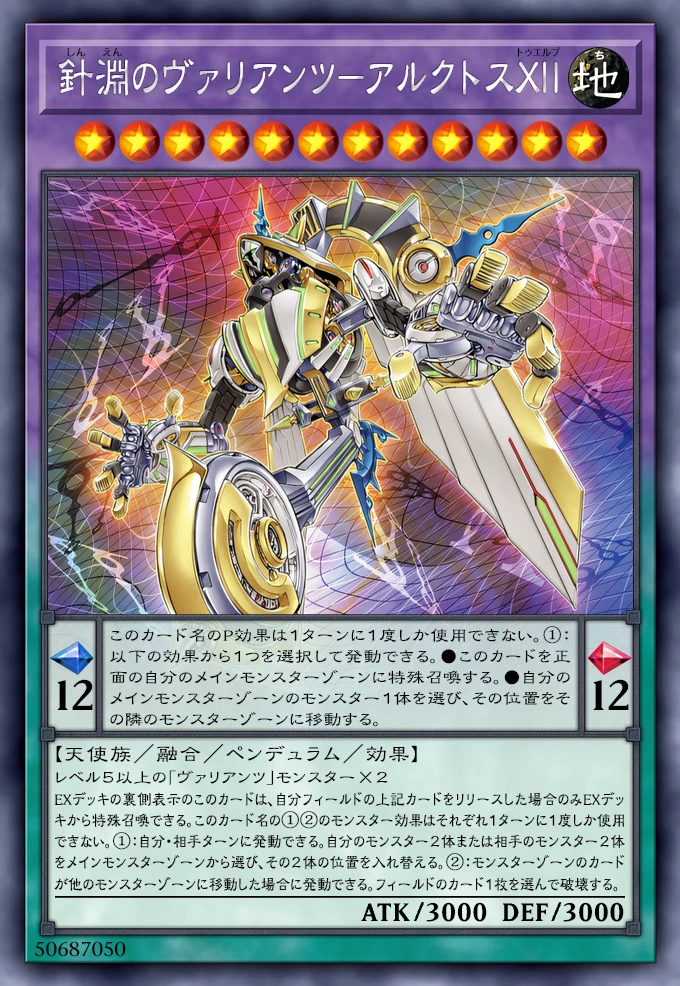 しん えん トゥエルブ ち
針淵のヴァリアンツ－アルクトスXII 地
このカード名のP効果は1ターンに1度しか使用できない。①：
以下の効果から1つを選択して発動できる。●このカードを正
面の自分のメインモンスターゾーンに特殊召喚する。●自分の
メインモンスターゾーンのモンスター1体を選び、その位置をそ
の隣のモンスターゾーンに移動する。
12 12
【天使族／融合／ペンデュラム／効果】
レベル5以上の「ヴァリアンツ」モンスター×2
EXデッキの裏側表示のこのカードは、自分フィールドの上記カードをリリースした場合のみEXデッ
キから特殊召喚できる。このカード名の①②のモンスター効果はそれぞれ1ターンに1度しか使用
できない。①：自分・相手ターンに発動できる。自分のモンスター2体または相手のモンスター2体
をメインモンスターゾーンから選び、その2体の位置を入れ替える。②：モンスターゾーンのカード
が他のモンスターゾーンに移動した場合に発動できる。フィールドのカード1枚を選んで破壊する。
ATK/3000 DEF/3000
50687050